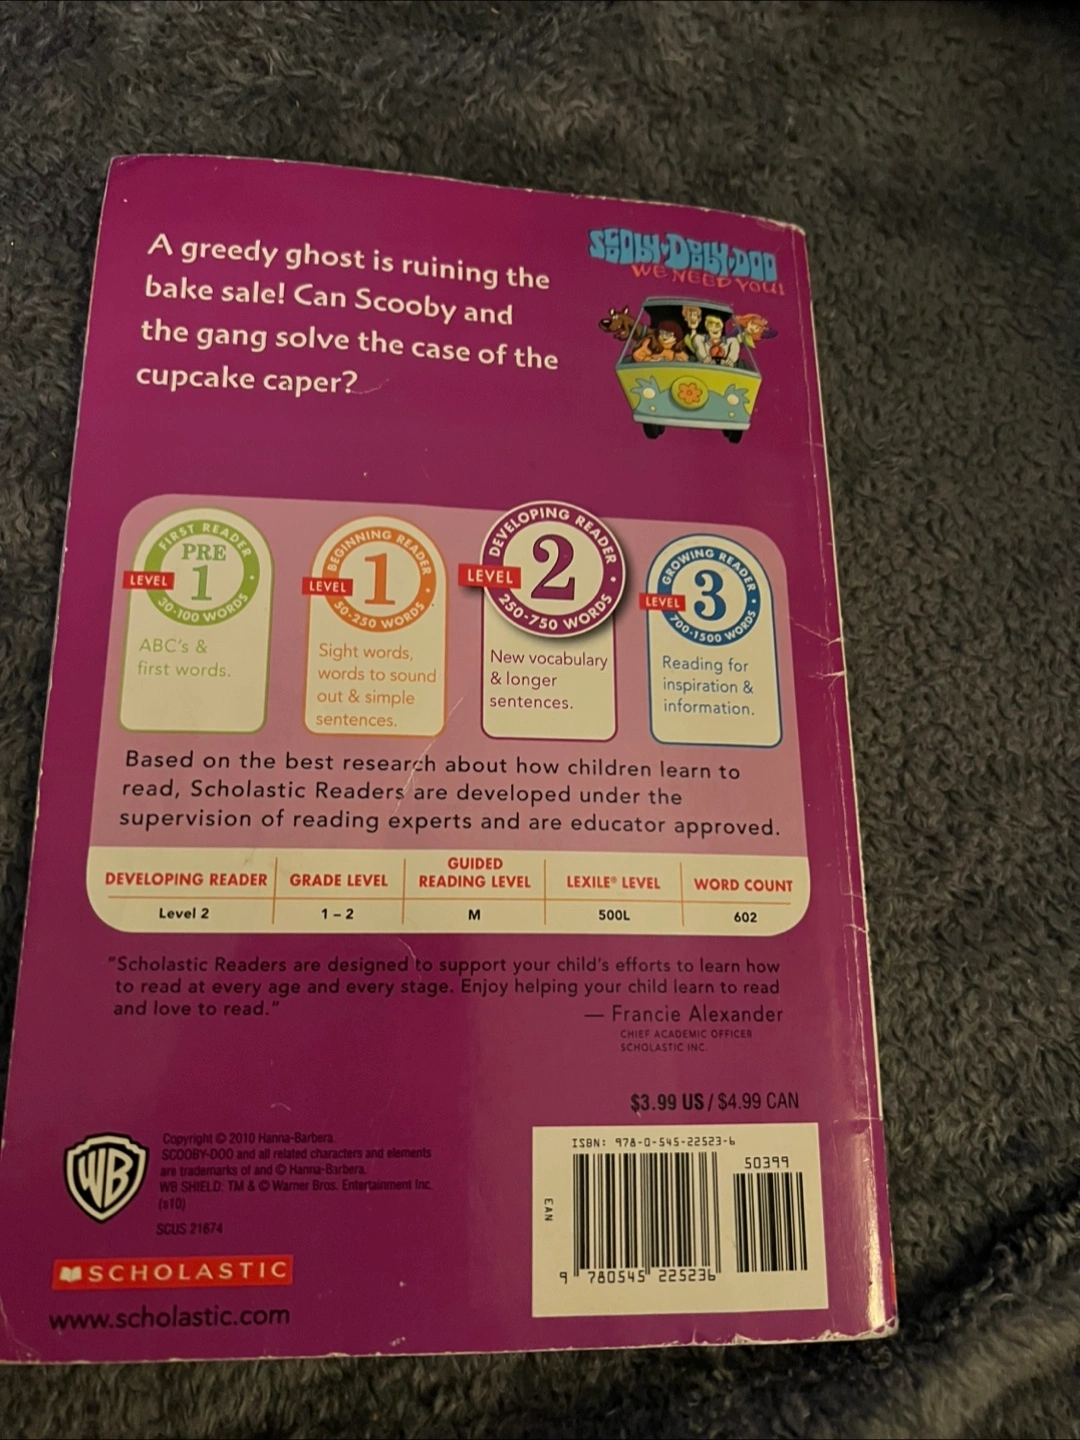 A greedy ghost is ruining the
bake sale! Can Scooby and
the gang solve the case of the
cupcake caper?
SCOOBY-DOOBY-DOO
WE NEED YOU!
FIRST READER
PRE
1
LEVEL
30-100 WORDS
ABC's &
first words.
BEGINNING READER
1
LEVEL
50-250 WORDS
Sight words,
words to sound
out & simple
sentences.
DEVELOPING READER
2
LEVEL
250-750 WORDS
New vocabulary
& longer
sentences.
GROWING READER
3
LEVEL
700-1500 WORDS
Reading for
inspiration &
information.
Based on the best research about how children learn to
read, Scholastic Readers are developed under the
supervision of reading experts and are educator approved.
DEVELOPING READER
Level 2
GRADE LEVEL
1 – 2
GUIDED
READING LEVEL
M
LEXILE® LEVEL
500L
WORD COUNT
602
"Scholastic Readers are designed to support your child's efforts to learn how
to read at every age and every stage. Enjoy helping your child learn to read
and love to read."
— Francie Alexander
CHIEF ACADEMIC OFFICER
SCHOLASTIC INC.
$3.99 US / $4.99 CAN
WB
Copyright © 2010 Hanna-Barbera.
SCOOBY-DOO and all related characters and elements
are trademarks of and © Hanna-Barbera.
WB SHIELD: TM & © Warner Bros. Entertainment Inc.
(s10)
SCUS 21674
SCHOLASTIC
www.scholastic.com
ISBN: 978-0-545-22523-6
50399
EAN
9 780545 225236